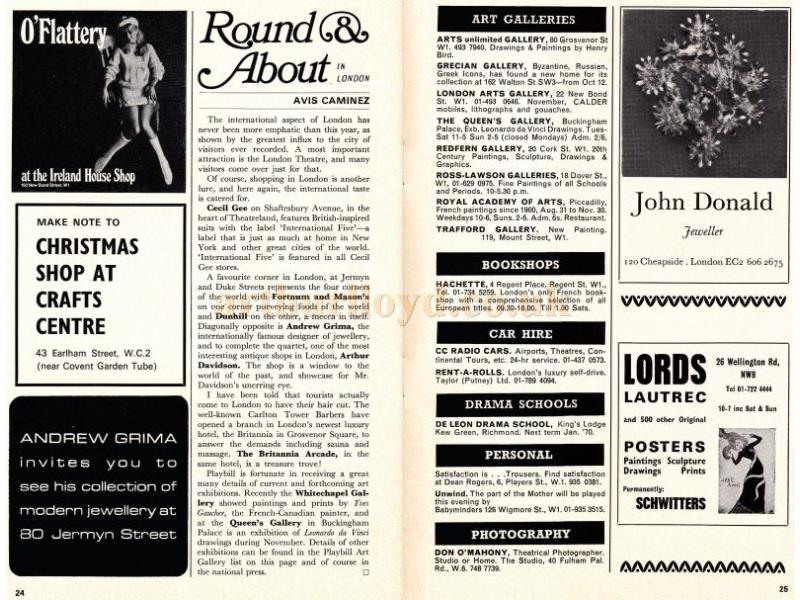 O'Flattery
at the Ireland House Shop
150 New Bond Street, W1
MAKE NOTE TO
CHRISTMAS
SHOP AT
CRAFTS
CENTRE
43 Earlham Street, W.C.2
(near Covent Garden Tube)
ANDREW GRIMA
invites you to
see his collection of
modern jewellery at
80 Jermyn Street
24
Round &
About IN
LONDON
AVIS CAMINEZ
The international aspect of London has
never been more emphatic than this year, as
shown by the greatest influx to the city of
visitors ever recorded. A most important
attraction is the London Theatre, and many
visitors come over just for that.
Of course, shopping in London is another
lure, and here again, the international taste
is catered for.
Cecil Gee on Shaftesbury Avenue, in the
heart of Theatreland, features British-inspired
suits with the label 'International Five'—a
label that is just as much at home in New
York and other great cities of the world.
'International Five' is featured in all Cecil
Gee stores.
A favourite corner in London, at Jermyn
and Duke Streets represents the four corners
of the world with Fortnum and Mason's
on one corner purveying foods of the world
and Dunhill on the other, a mecca in itself.
Diagonally opposite is Andrew Grima, the
internationally famous designer of jewellery,
and to complete the quartet, one of the most
interesting antique shops in London, Arthur
Davidson. The shop is a window to the
world of the past, and showcase for Mr.
Davidson's unerring eye.
I have been told that tourists actually
come to London to have their hair cut. The
well-known Carlton Tower Barbers have
opened a branch in London's newest luxury
hotel, the Britannia in Grosvenor Square, to
answer the demands including sauna and
massage. The Britannia Arcade, in the
same hotel, is a treasure trove!
Playbill is fortunate in receiving a great
many details of current and forthcoming art
exhibitions. Recently the Whitechapel Gal-
lery showed paintings and prints by Yves
Gaucher, the French-Canadian painter, and
at the Queen's Gallery in Buckingham
Palace is an exhibition of Leonardo da Vinci
drawings during November. Details of other
exhibitions can be found in the Playbill Art
Gallery list on this page and of course in
the national press.
ART GALLERIES
ARTS unlimited GALLERY, 80 Grosvenor St
W1. 493 7940. Drawings & Paintings by Henry
Bird.
GRECIAN GALLERY, Byzantine, Russian,
Greek Icons, has found a new home for its
collection at 162 Walton St SW3—from Oct 12.
LONDON ARTS GALLERY, 22 New Bond
St. W1. 01-493 0646. November, CALDER
mobiles, lithographs and gouaches.
THE QUEEN'S GALLERY, Buckingham
Palace, Exb. Leonardo da Vinci Drawings. Tues-
Sat 11-5 Sun 2-5 (closed Mondays) Adm. 2/6.
REDFERN GALLERY, 20 Cork St. W1. 20th
Century Paintings, Sculpture, Drawings &
Graphics.
ROSS-LAWSON GALLERIES, 18 Dover St.,
W1, 01-629 0975. Fine Paintings of all Schools
and Periods. 10-5.30 p.m.
ROYAL ACADEMY OF ARTS, Piccadilly,
French paintings since 1900, Aug. 31 to Nov. 30.
Weekdays 10-6, Suns. 2-6. Adm. 6s. Restaurant.
TRAFFORD GALLERY. New Painting.
119, Mount Street, W1.
BOOKSHOPS
HACHETTE, 4 Regent Place, Regent St. W1.,
Tel. 01-734 5259. London's only French book-
shop with a comprehensive collection of all
European titles. 09.30-18.00. Till 1.00 Sats.
CAR HIRE
CC RADIO CARS. Airports, Theatres, Con-
tinental Tours, etc. 24-hr service. 01-437 0573.
RENT-A-ROLLS. London's luxury self-drive.
Taylor (Putney) Ltd. 01-789 4094.
DRAMA SCHOOLS
DE LEON DRAMA SCHOOL, King's Lodge
Kew Green, Richmond. Next term Jan. '70.
PERSONAL
Satisfaction is . . .Trousers. Find satisfaction
at Dean Rogers, 6, Players St., W.1. 935 0381.
Unwind. The part of the Mother will be played
this evening by
Babyminders 126 Wigmore St., W1. 01-935 3515.
PHOTOGRAPHY
DON O'MAHONY, Theatrical Photographer.
Studio or Home. The Studio, 40 Fulham Pal.
Rd., W.6. 748 7739.
John Donald
Jeweller
120 Cheapside . London EC2 606 2675
LORDS
26 Wellington Rd,
NW8
LAUTREC
Tel 01-722 4444
and 500 other Original
10-7 inc Sat & Sun
POSTERS
Paintings Sculpture
Drawings Prints
Permanently:
SCHWITTERS
25